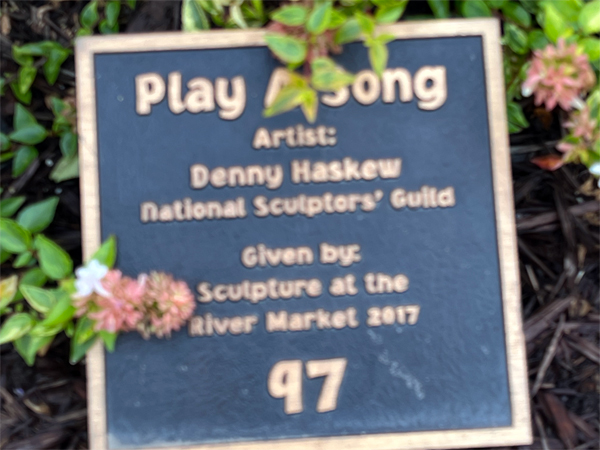 Play A Song
Artist:
Denny Haskew
National Sculptors' Guild
Given by:
Sculpture at the
River Market 2017
97